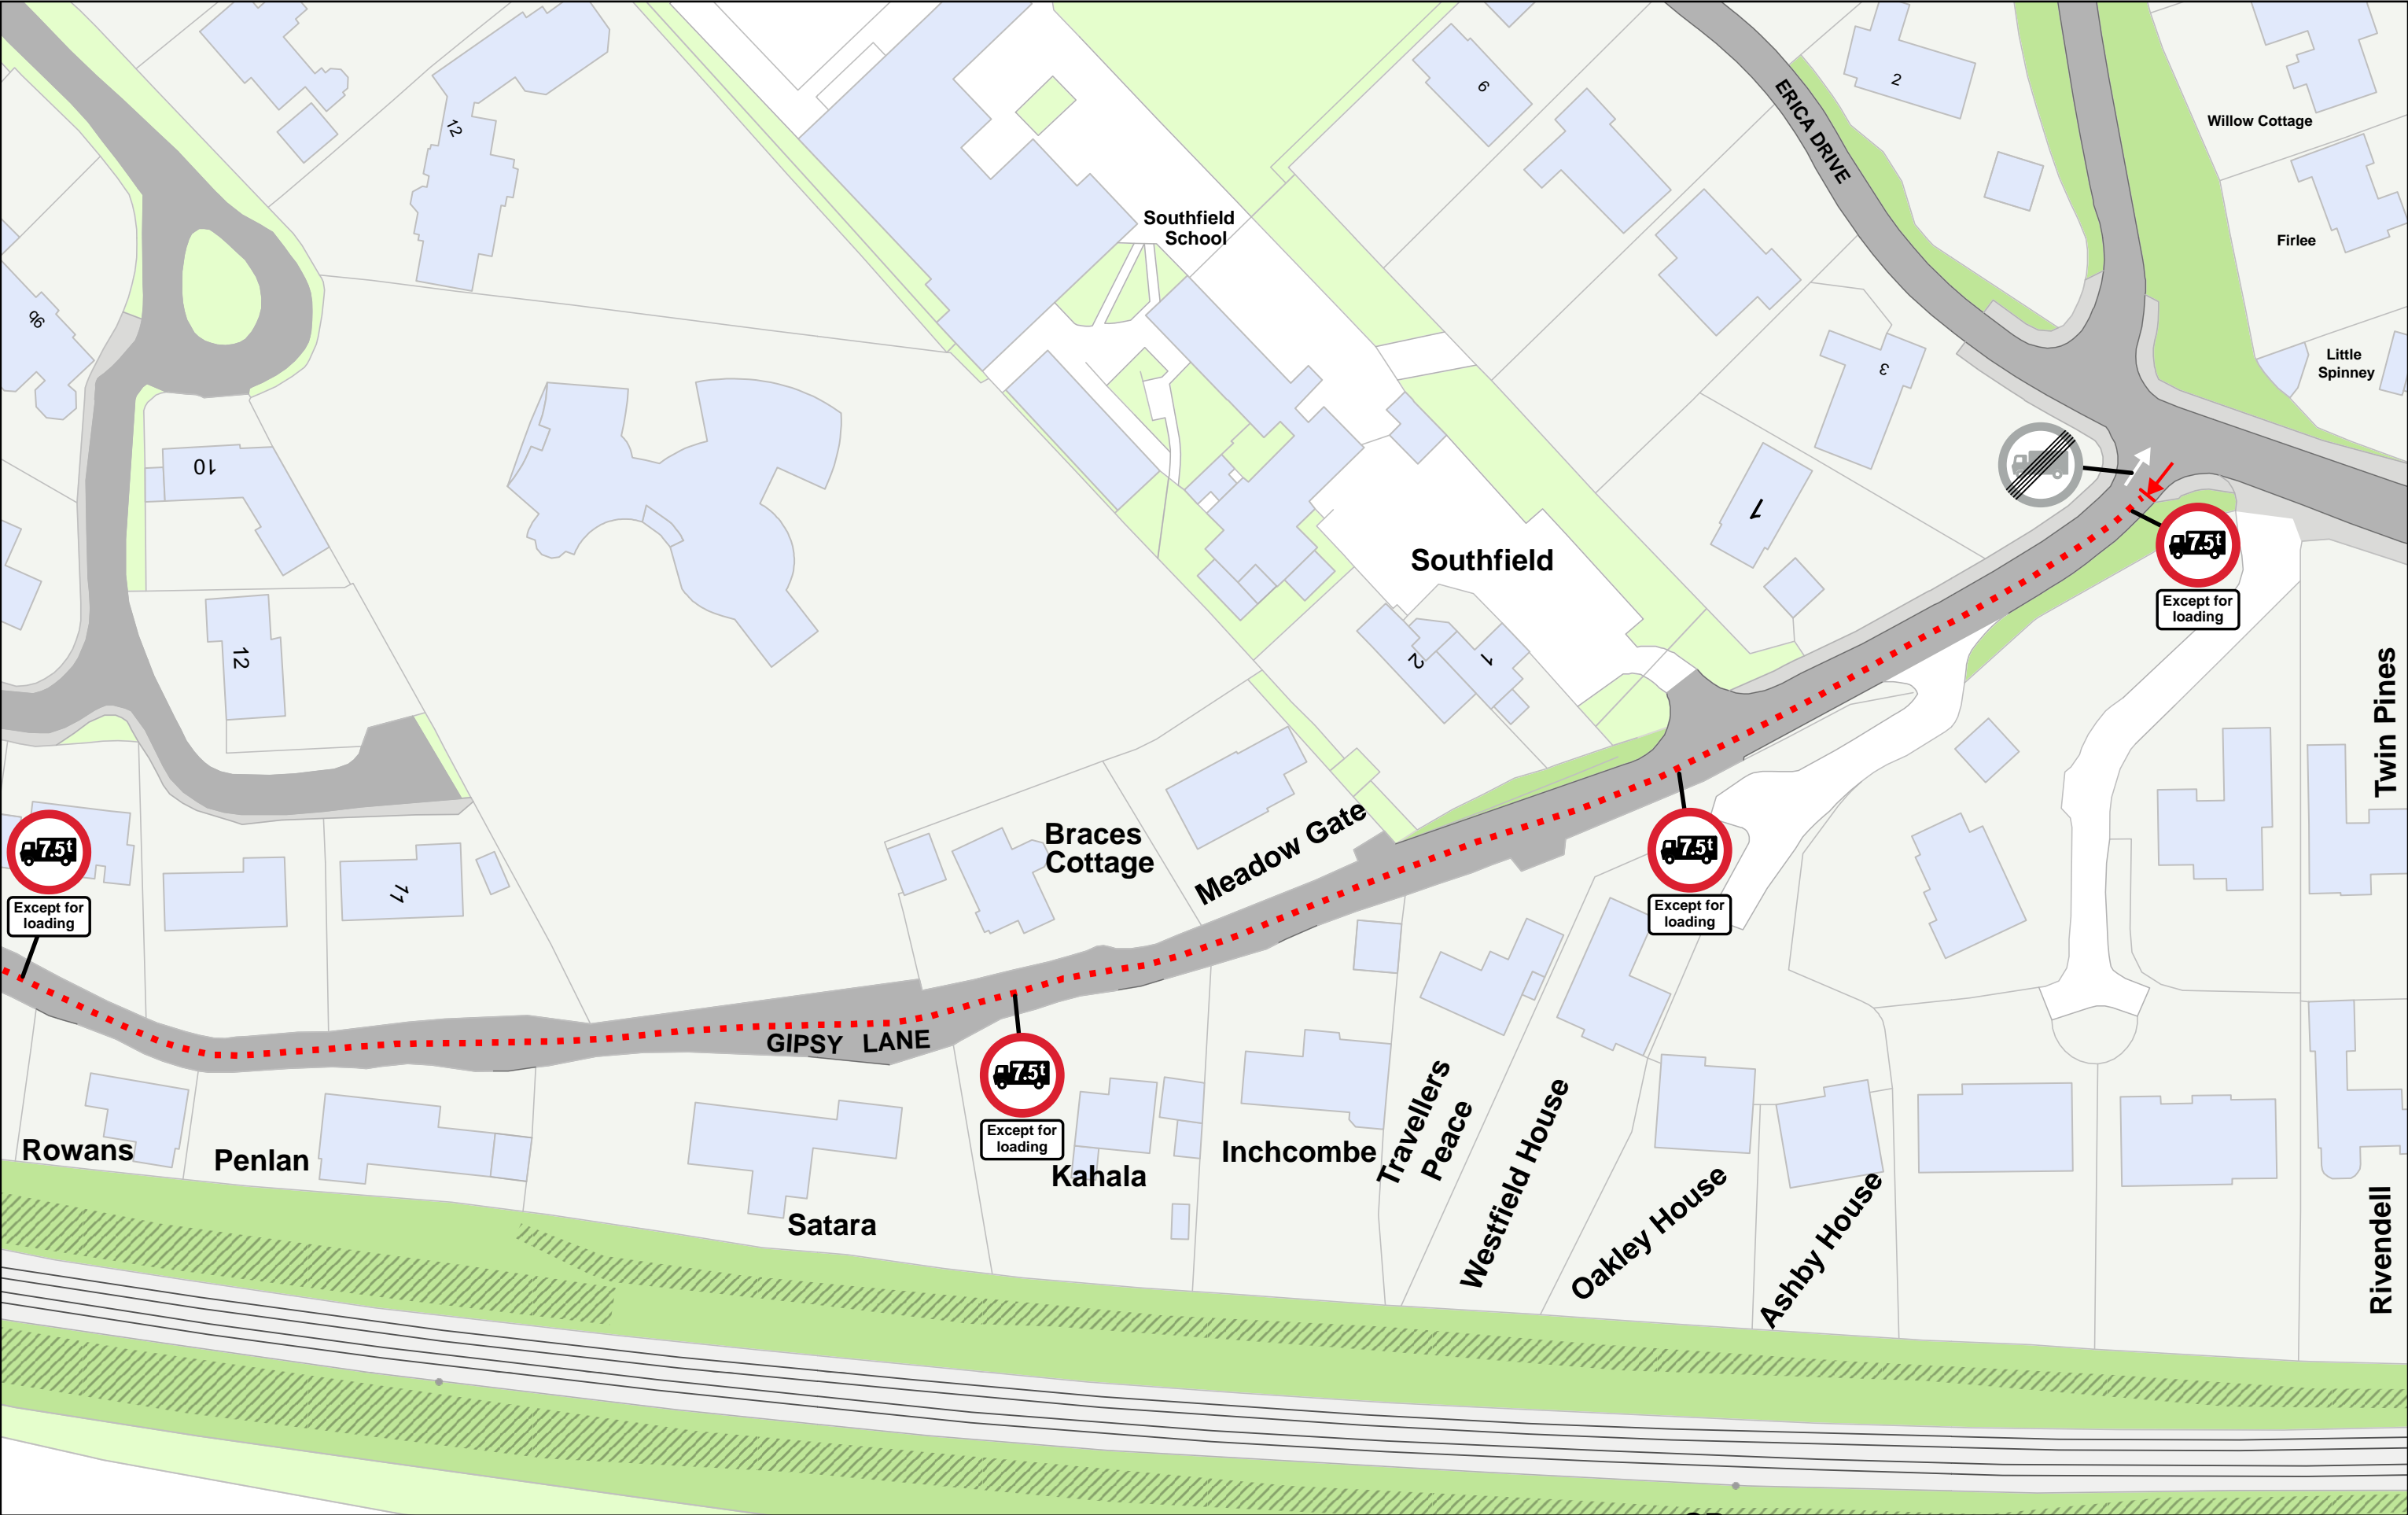 2
ERICA DRIVE
6
12
Willow Cottage
Southfield
School
Firlee
9b
Little
Spinney
3
10
1
7.5t
Except for
loading
Southfield
12
2
1
Twin Pines
Meadow Gate
Braces
Cottage
7.5t
Except for
loading
7.5t
Except for
loading
11
GIPSY LANE
7.5t
Except for
loading
Rowans
Penlan
Satara
Kahala
Inchcombe
Travellers
Peace
Westfield House
Oakley House
Ashby House
Rivendell